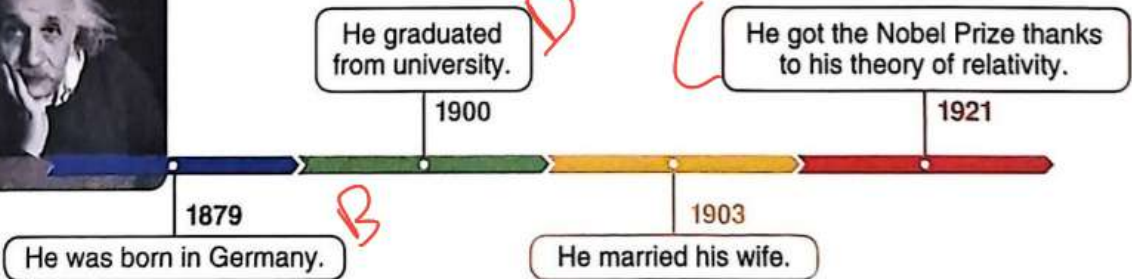 He graduated
from university.
D
C
He got the Nobel Prize thanks
to his theory of relativity.
1900
1921
1879
B
1903
He was born in Germany.
He married his wife.